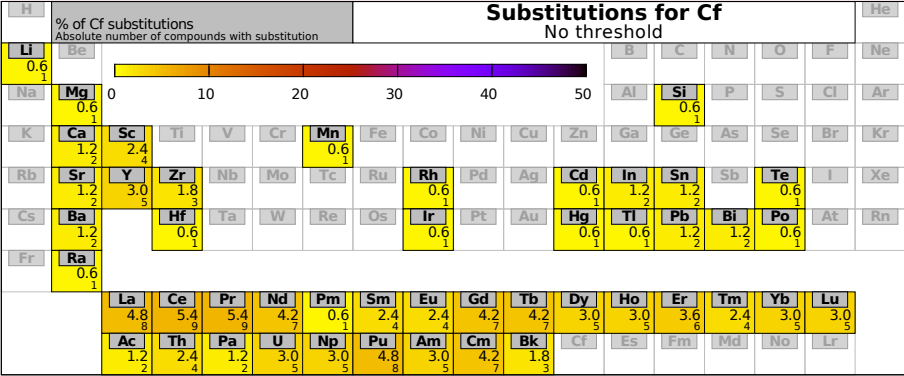 H
% of Cf substitutions
Absolute number of compounds with substitution
Substitutions for Cf
No threshold
He
Li 0.6 1
Be
B C N O F Ne
0 10 20 30 40 50
Na
Mg 0.6 1
Al
Si 0.6 1
P S Cl Ar
K
Ca 1.2 2
Sc 2.4 4
Ti V Cr
Mn 0.6 1
Fe Co Ni Cu Zn Ga Ge As Se Br Kr
Rb
Sr 1.2 2
Y 3.0 5
Zr 1.8 3
Nb Mo Tc Ru
Rh 0.6 1
Pd Ag
Cd 0.6 1
In 1.2 2
Sn 1.2 2
Sb
Te 0.6 1
I Xe
Cs
Ba 1.2 2
Hf 0.6 1
Ta W Re Os
Ir 0.6 1
Pt Au
Hg 0.6 1
Tl 0.6 1
Pb 1.2 2
Bi 1.2 2
Po 0.6 1
At Rn
Fr
Ra 0.6 1
La 4.8 8
Ce 5.4 9
Pr 5.4 9
Nd 4.2 7
Pm 0.6 1
Sm 2.4 4
Eu 2.4 4
Gd 4.2 7
Tb 4.2 7
Dy 3.0 5
Ho 3.0 5
Er 3.6 6
Tm 2.4 4
Yb 3.0 5
Lu 3.0 5
Ac 1.2 2
Th 2.4 4
Pa 1.2 2
U 3.0 5
Np 3.0 5
Pu 4.8 8
Am 3.0 5
Cm 4.2 7
Bk 1.8 3
Cf Es Fm Md No Lr